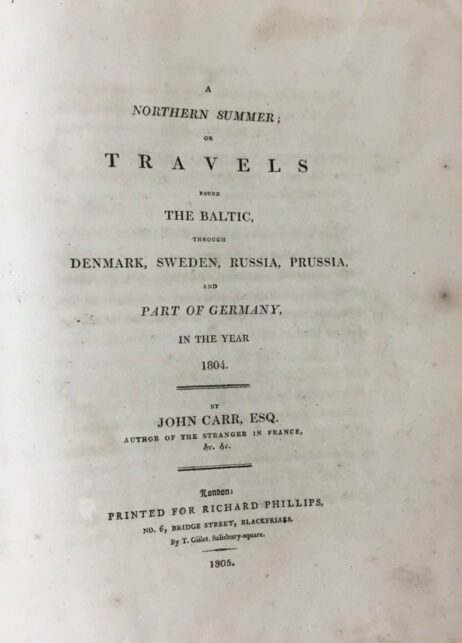 A
NORTHERN SUMMER;
OR
TRAVELS
ROUND
THE BALTIC,
THROUGH
DENMARK, SWEDEN, RUSSIA, PRUSSIA,
AND
PART OF GERMANY,
IN THE YEAR
1804.
BY
JOHN CARR, ESQ.
AUTHOR OF THE STRANGER IN FRANCE,
&c. &c.
London:
PRINTED FOR RICHARD PHILLIPS,
NO. 6, BRIDGE STREET, BLACKFRIARS.
By T. Gillet, Salisbury-square.
1805.